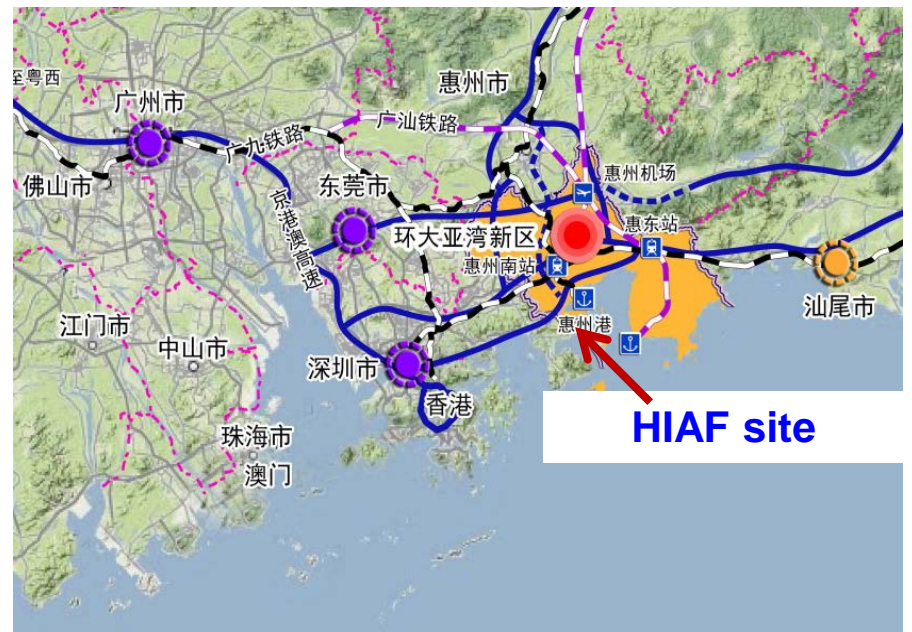 至粤西
广州市
惠州市
广九铁路
广汕铁路
佛山市
东莞市
惠州机场
京港澳高速
环大亚湾新区
惠东站
惠州南站
汕尾市
江门市
中山市
深圳市
惠州港
香港
珠海市
澳门
HIAF site